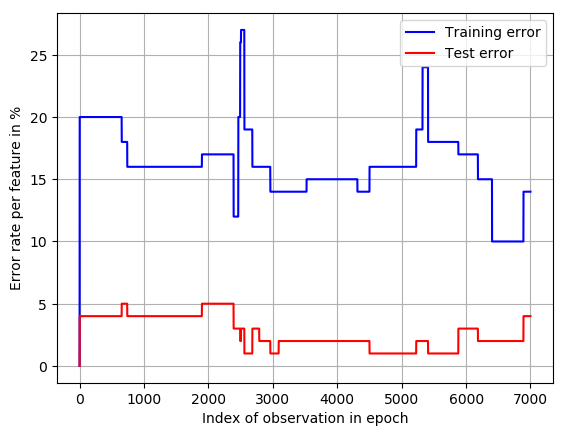 Training error
Test error
25
20
15
10
5
0
Error rate per feature in %
0 1000 2000 3000 4000 5000 6000 7000
Index of observation in epoch